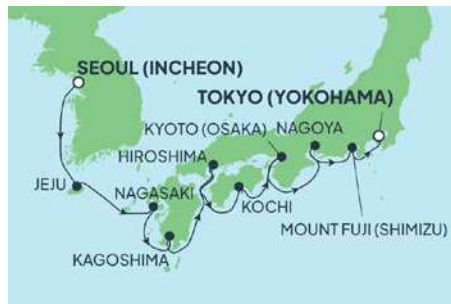 SEOUL (INCHEON)
TOKYO (YOKOHAMA)
KYOTO (OSAKA)
NAGOYA
HIROSHIMA
JEJU
NAGASAKI
KOCHI
MOUNT FUJI (SHIMIZU)
KAGOSHIMA